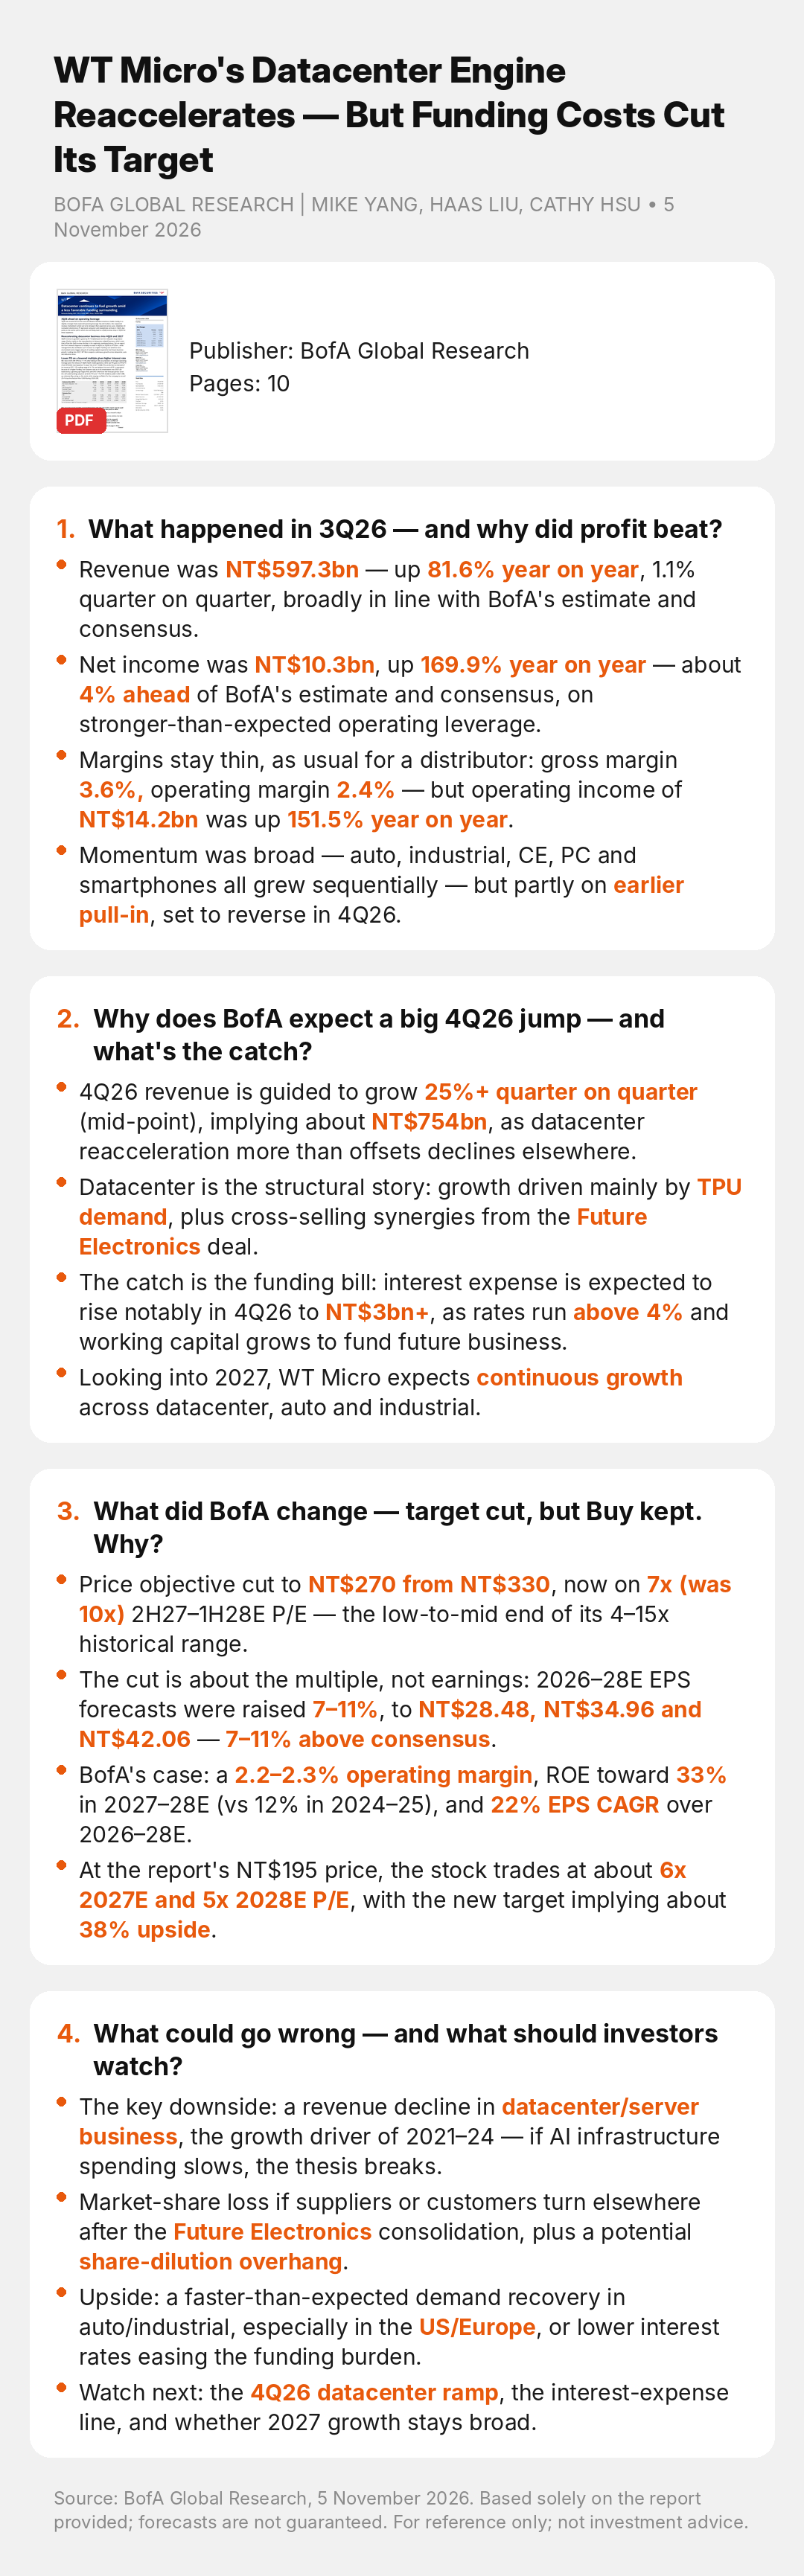 WT Micro's Datacenter Engine
Reaccelerates — But Funding Costs Cut
Its Target
BOFA GLOBAL RESEARCH | MIKE YANG, HAAS LIU, CATHY HSU • 5
November 2026
Datacenter continues to fuel growth amid
a less favorable funding surrounding
PDF
Publisher: BofA Global Research
Pages: 10
1. What happened in 3Q26 — and why did profit beat?
• Revenue was NT$597.3bn — up 81.6% year on year, 1.1%
quarter on quarter, broadly in line with BofA's estimate and
consensus.
• Net income was NT$10.3bn, up 169.9% year on year — about
4% ahead of BofA's estimate and consensus, on
stronger-than-expected operating leverage.
• Margins stay thin, as usual for a distributor: gross margin
3.6%, operating margin 2.4% — but operating income of
NT$14.2bn was up 151.5% year on year.
• Momentum was broad — auto, industrial, CE, PC and
smartphones all grew sequentially — but partly on earlier
pull-in, set to reverse in 4Q26.
2. Why does BofA expect a big 4Q26 jump — and
what's the catch?
• 4Q26 revenue is guided to grow 25%+ quarter on quarter
(mid-point), implying about NT$754bn, as datacenter
reacceleration more than offsets declines elsewhere.
• Datacenter is the structural story: growth driven mainly by TPU
demand, plus cross-selling synergies from the Future
Electronics deal.
• The catch is the funding bill: interest expense is expected to
rise notably in 4Q26 to NT$3bn+, as rates run above 4% and
working capital grows to fund future business.
• Looking into 2027, WT Micro expects continuous growth
across datacenter, auto and industrial.
3. What did BofA change — target cut, but Buy kept.
Why?
• Price objective cut to NT$270 from NT$330, now on 7x (was
10x) 2H27–1H28E P/E — the low-to-mid end of its 4–15x
historical range.
• The cut is about the multiple, not earnings: 2026–28E EPS
forecasts were raised 7–11%, to NT$28.48, NT$34.96 and
NT$42.06 — 7–11% above consensus.
• BofA's case: a 2.2–2.3% operating margin, ROE toward 33%
in 2027–28E (vs 12% in 2024–25), and 22% EPS CAGR over
2026–28E.
• At the report's NT$195 price, the stock trades at about 6x
2027E and 5x 2028E P/E, with the new target implying about
38% upside.
4. What could go wrong — and what should investors
watch?
• The key downside: a revenue decline in datacenter/server
business, the growth driver of 2021–24 — if AI infrastructure
spending slows, the thesis breaks.
• Market-share loss if suppliers or customers turn elsewhere
after the Future Electronics consolidation, plus a potential
share-dilution overhang.
• Upside: a faster-than-expected demand recovery in
auto/industrial, especially in the US/Europe, or lower interest
rates easing the funding burden.
• Watch next: the 4Q26 datacenter ramp, the interest-expense
line, and whether 2027 growth stays broad.
Source: BofA Global Research, 5 November 2026. Based solely on the report
provided; forecasts are not guaranteed. For reference only; not investment advice.